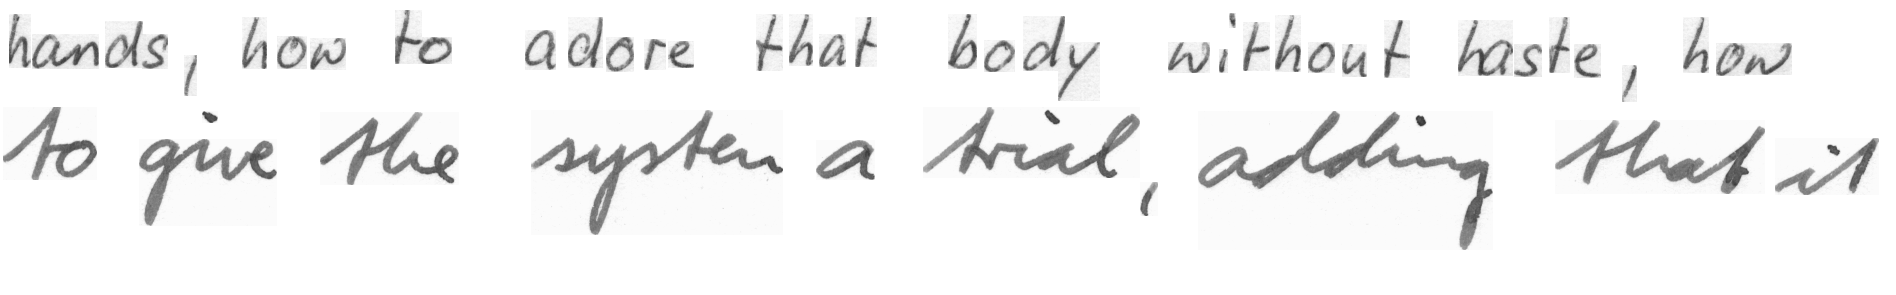 hands, how to adore that body without haste, how
to give the system a trial, adding that it